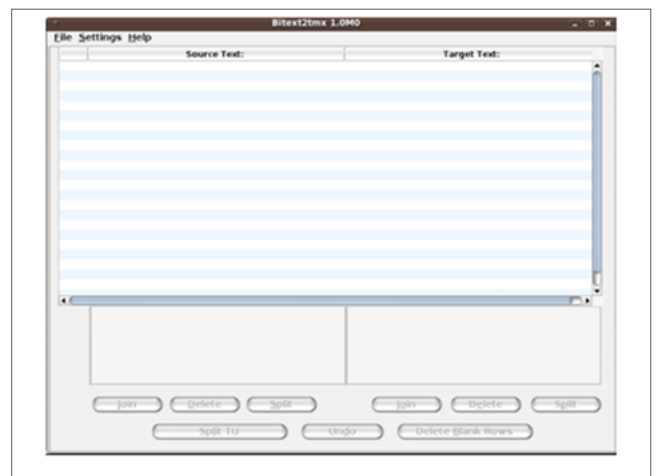 Bitext2tmx 1.0M0
File Settings Help
Source Text: Target Text:
Join Delete Split Join Delete Split
Split TU Undo Delete Blank Rows